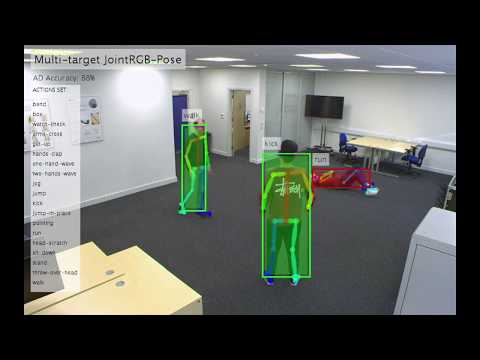 Multi-target JointRGB-Pose
AD Accuracy: 88%
ACTIONS SET:
bend
box
watch-check
arms-cross
get-up
hands-clap
one-hand-wave
two-hands-wave
jog
jump
kick
jump-in-place
pointing
run
head-scratch
sit-down
stand
throw-over-head
walk
walk
kick
run